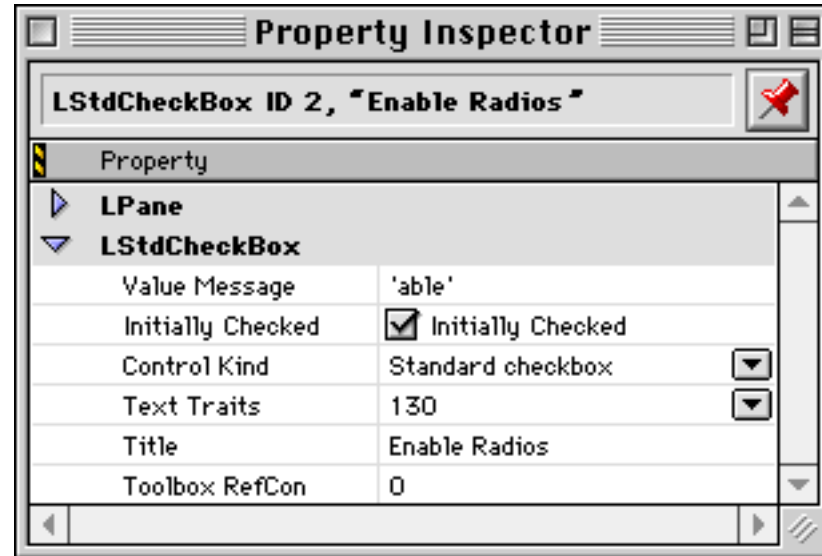 Property Inspector
LStdCheckBox ID 2, "Enable Radios"
Property
LPane
LStdCheckBox
Value Message 'able'
Initially Checked Initially Checked
Control Kind Standard checkbox
Text Traits 130
Title Enable Radios
Toolbox RefCon 0